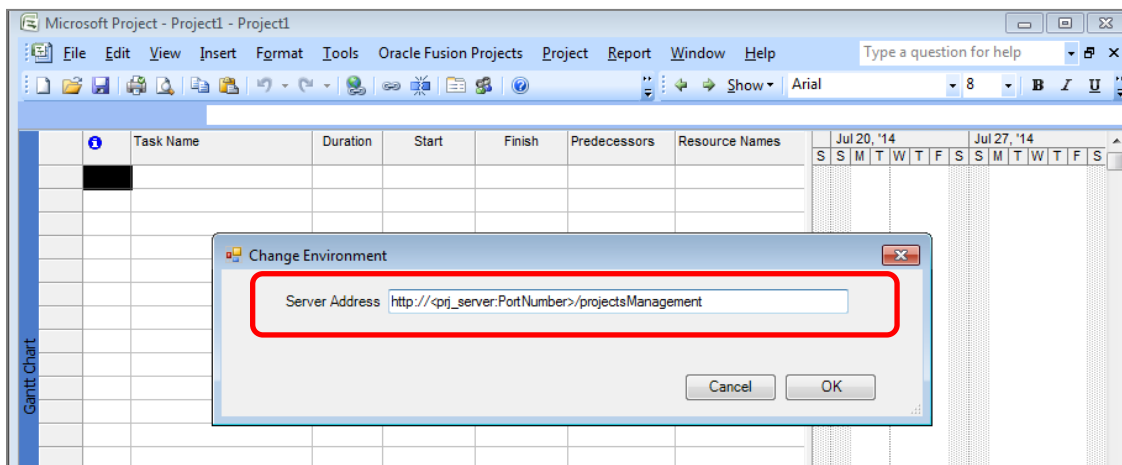 Microsoft Project - Project1 - Project1
File Edit View Insert Format Tools Oracle Fusion Projects Project Report Window Help Type a question for help
Show Arial 8 B I U
Task Name Duration Start Finish Predecessors Resource Names Jul 20, '14 Jul 27, '14
S S M T W T F S S M T W T F S
Change Environment
Server Address http://<prj_server:PortNumber>/projectsManagement
Cancel OK
Gantt Chart